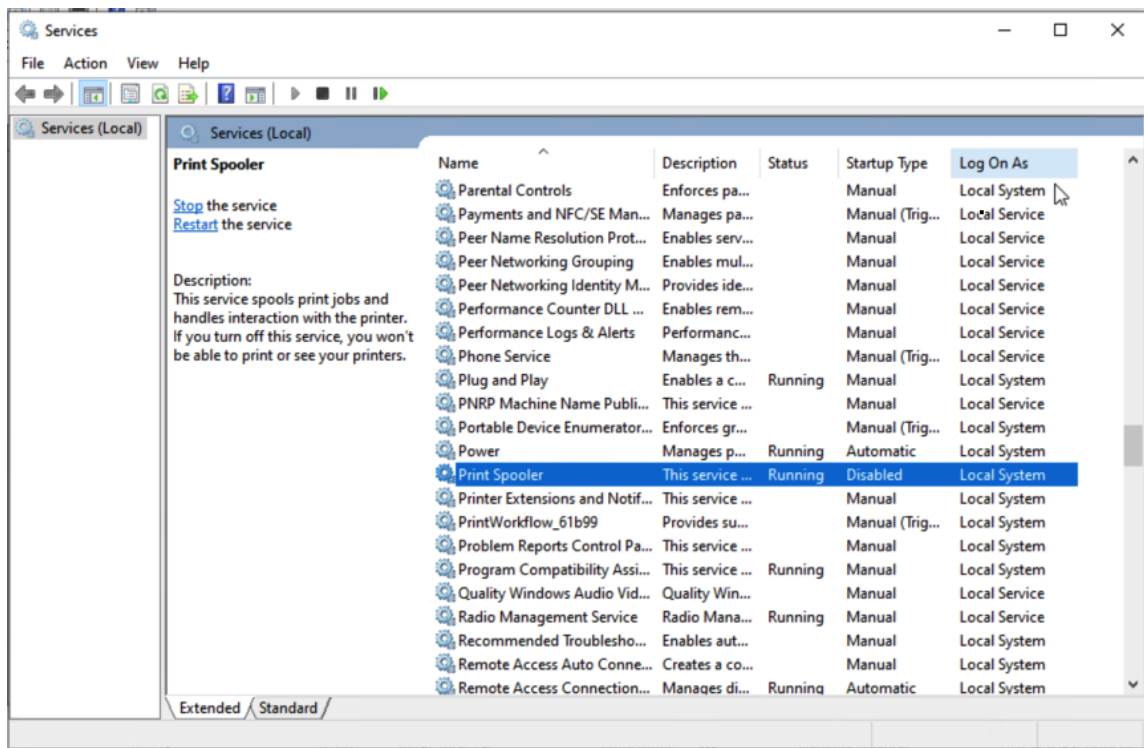 Services
File Action View Help
Services (Local)
Services (Local)
Print Spooler
Stop the service
Restart the service
Description:
This service spools print jobs and
handles interaction with the printer.
If you turn off this service, you won't
be able to print or see your printers.
Name Description Status Startup Type Log On As
Parental Controls Enforces pa... Manual Local System
Payments and NFC/SE Man... Manages pa... Manual (Trig... Local Service
Peer Name Resolution Prot... Enables serv... Manual Local Service
Peer Networking Grouping Enables mul... Manual Local Service
Peer Networking Identity M... Provides ide... Manual Local Service
Performance Counter DLL ... Enables rem... Manual Local Service
Performance Logs & Alerts Performanc... Manual Local Service
Phone Service Manages th... Manual (Trig... Local Service
Plug and Play Enables a c... Running Manual Local System
PNRP Machine Name Publi... This service ... Manual Local Service
Portable Device Enumerator... Enforces gr... Manual (Trig... Local System
Power Manages p... Running Automatic Local System
Print Spooler This service ... Running Disabled Local System
Printer Extensions and Notif... This service ... Manual Local System
PrintWorkflow_61b99 Provides su... Manual (Trig... Local System
Problem Reports Control Pa... This service ... Manual Local System
Program Compatibility Assi... This service ... Running Manual Local System
Quality Windows Audio Vid... Quality Win... Manual Local Service
Radio Management Service Radio Mana... Running Manual Local Service
Recommended Troublesho... Enables aut... Manual Local System
Remote Access Auto Conne... Creates a co... Manual Local System
Remote Access Connection... Manages di... Running Automatic Local System
Extended Standard